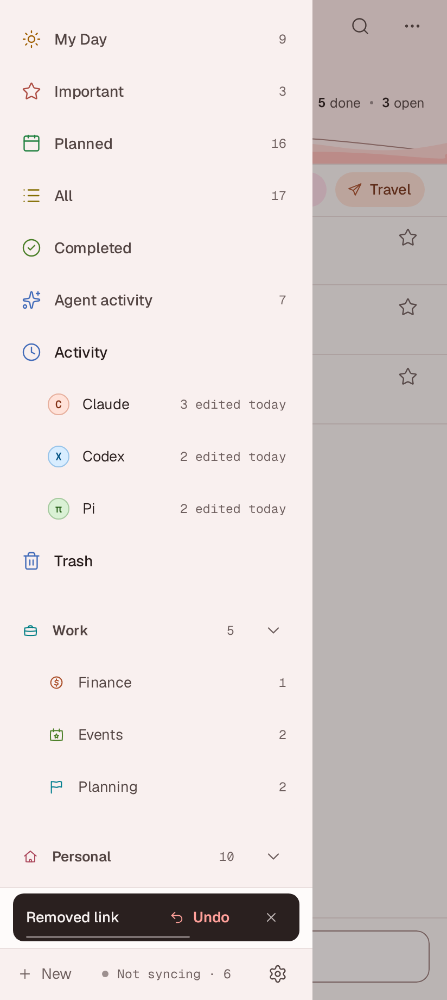 My Day 9
5 done • 3 open
Important 3
Planned 16
All 17
Travel
Completed
Agent activity 7
Activity
C Claude 3 edited today
X Codex 2 edited today
π Pi 2 edited today
Trash
Work 5
Finance 1
Events 2
Planning 2
Personal 10
Removed link Undo
+ New Not syncing · 6